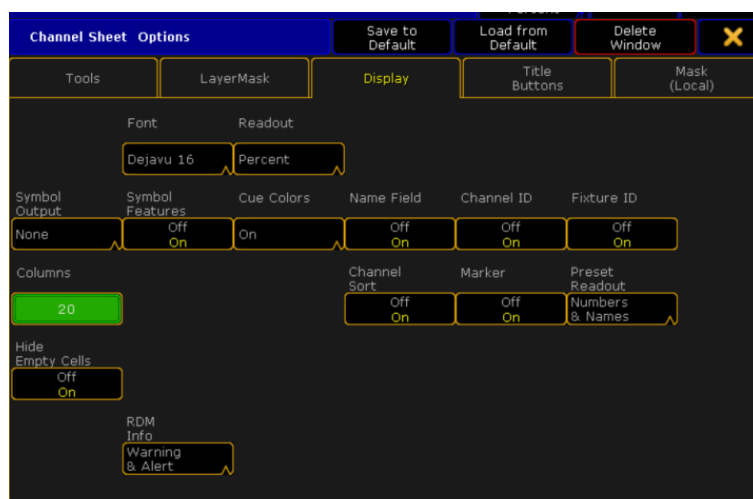 Percent
Channel Sheet Options
Save to
Default
Load from
Default
Delete
Window
Tools
LayerMask
Display
Title
Buttons
Mask
(Local)
Font
Readout
Dejavu 16
Percent
Symbol
Output
Symbol
Features
Cue Colors
Name Field
Channel ID
Fixture ID
None
Off
On
On
Off
On
Off
On
Off
On
Columns
Channel
Sort
Marker
Preset
Readout
20
Off
On
Off
On
Numbers
& Names
Hide
Empty Cells
Off
On
RDM
Info
Warning
& Alert